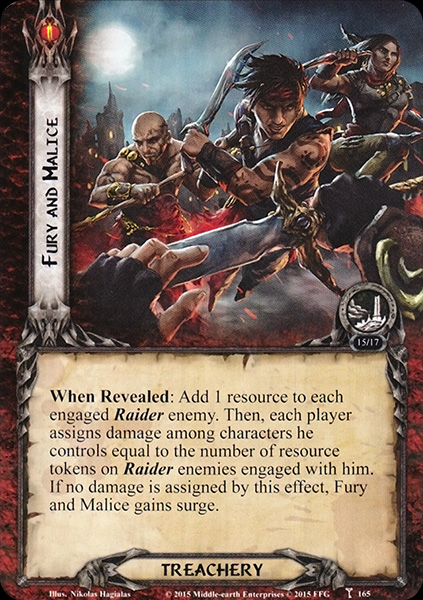 FURY AND MALICE
15/17
When Revealed: Add 1 resource to each
engaged Raider enemy. Then, each player
assigns damage among characters he
controls equal to the number of resource
tokens on Raider enemies engaged with him.
If no damage is assigned by this effect, Fury
and Malice gains surge.
TREACHERY
Illus. Nikolas Hagialas © 2015 Middle-earth Enterprises © 2015 FFG 165